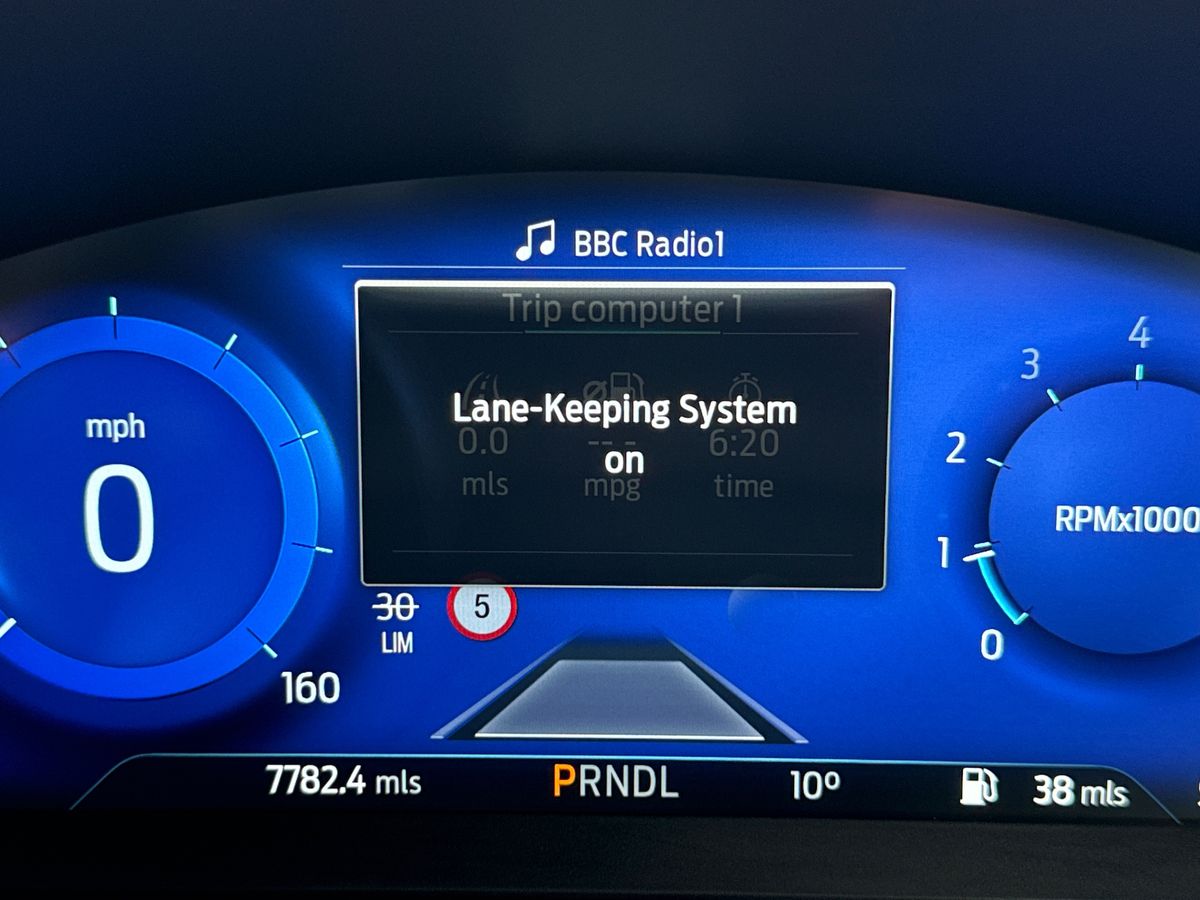 BBC Radio1
Trip computer 1
Lane-Keeping System
on
0.0
mls
--.-
mpg
6:20
time
mph
0
160
4
3
2
1
0
RPMx1000
30
LIM
5
7782.4 mls
PRNDL
10º
38 mls